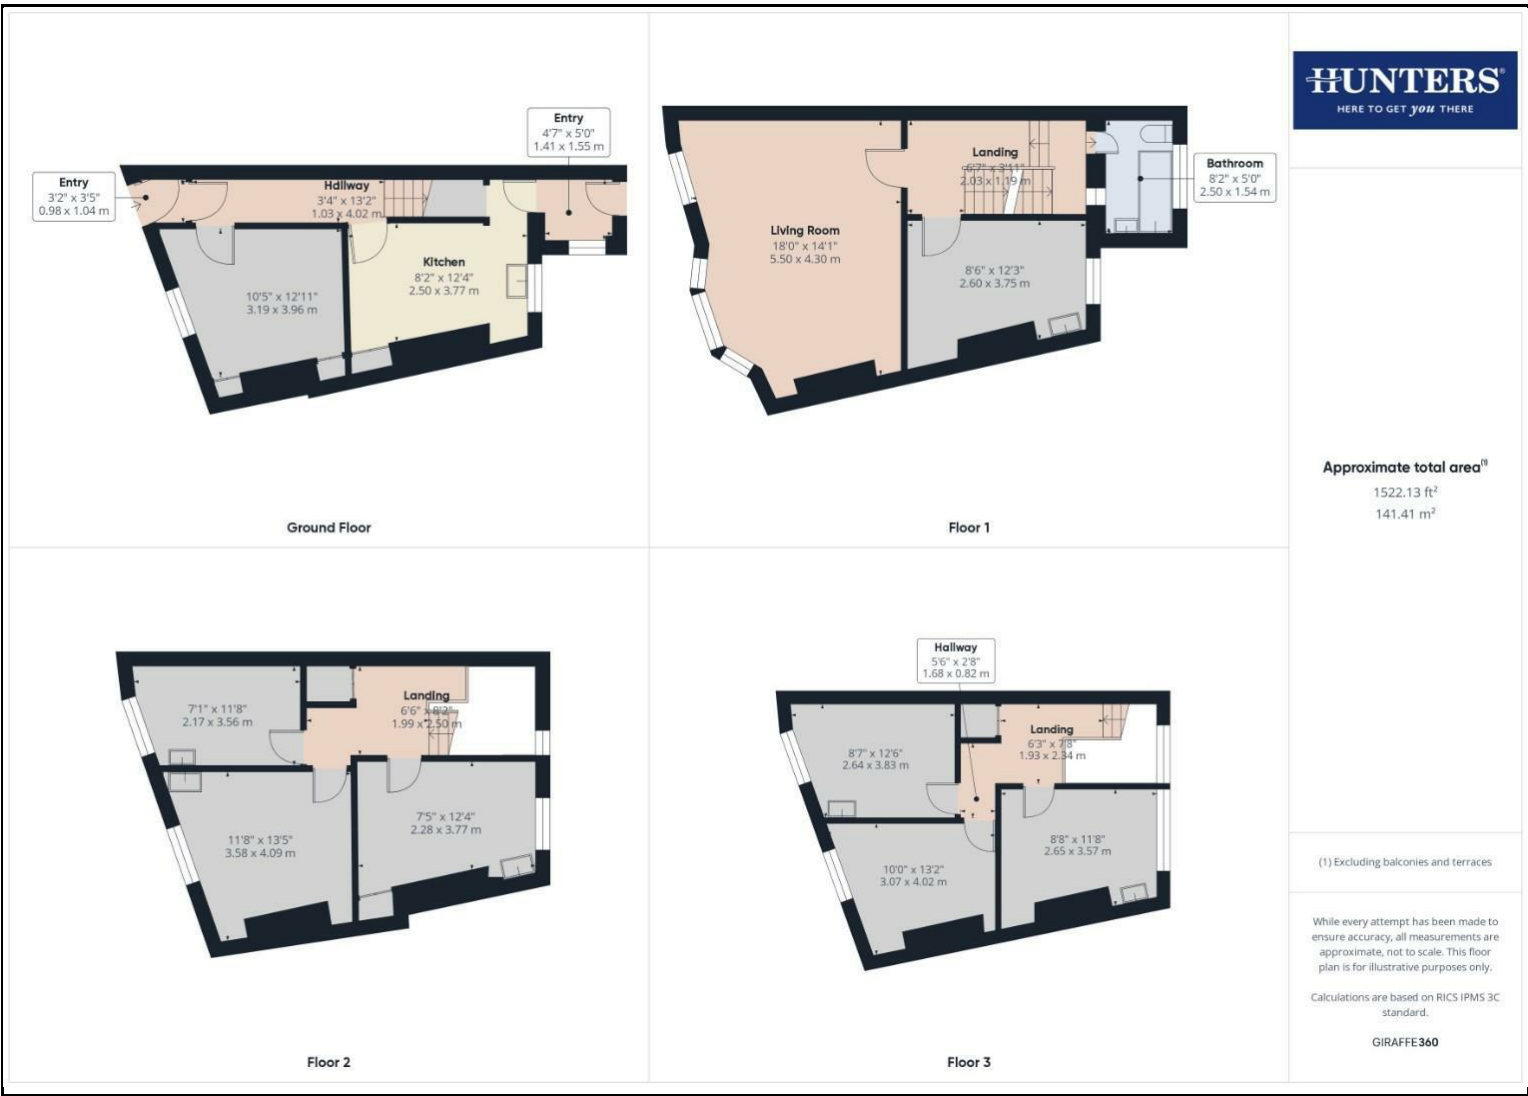 Entry
4'7" x 5'0"
1.41 x 1.55 m
Entry
3'2" x 3'5"
0.98 x 1.04 m
Hallway
3'4" x 13'2"
1.03 x 4.02 m
Kitchen
8'2" x 12'4"
2.50 x 3.77 m
10'5" x 12'11"
3.19 x 3.96 m
Ground Floor
Landing
6'7" x 3'11"
2.03 x 1.19 m
Bathroom
8'2" x 5'0"
2.50 x 1.54 m
Living Room
18'0" x 14'1"
5.50 x 4.30 m
8'6" x 12'3"
2.60 x 3.75 m
Floor 1
Landing
6'6" x 8'2"
1.99 x 2.50 m
7'1" x 11'8"
2.17 x 3.56 m
7'5" x 12'4"
2.28 x 3.77 m
11'8" x 13'5"
3.58 x 4.09 m
Floor 2
Hallway
5'6" x 2'8"
1.68 x 0.82 m
Landing
6'3" x 7'8"
1.93 x 2.34 m
8'7" x 12'6"
2.64 x 3.83 m
8'8" x 11'8"
2.65 x 3.57 m
10'0" x 13'2"
3.07 x 4.02 m
Floor 3
HUNTERS®
HERE TO GET you THERE
Approximate total area(1)
1522.13 ft²
141.41 m²
(1) Excluding balconies and terraces
While every attempt has been made to
ensure accuracy, all measurements are
approximate, not to scale. This floor
plan is for illustrative purposes only.
Calculations are based on RICS IPMS 3C
standard.
GIRAFFE360